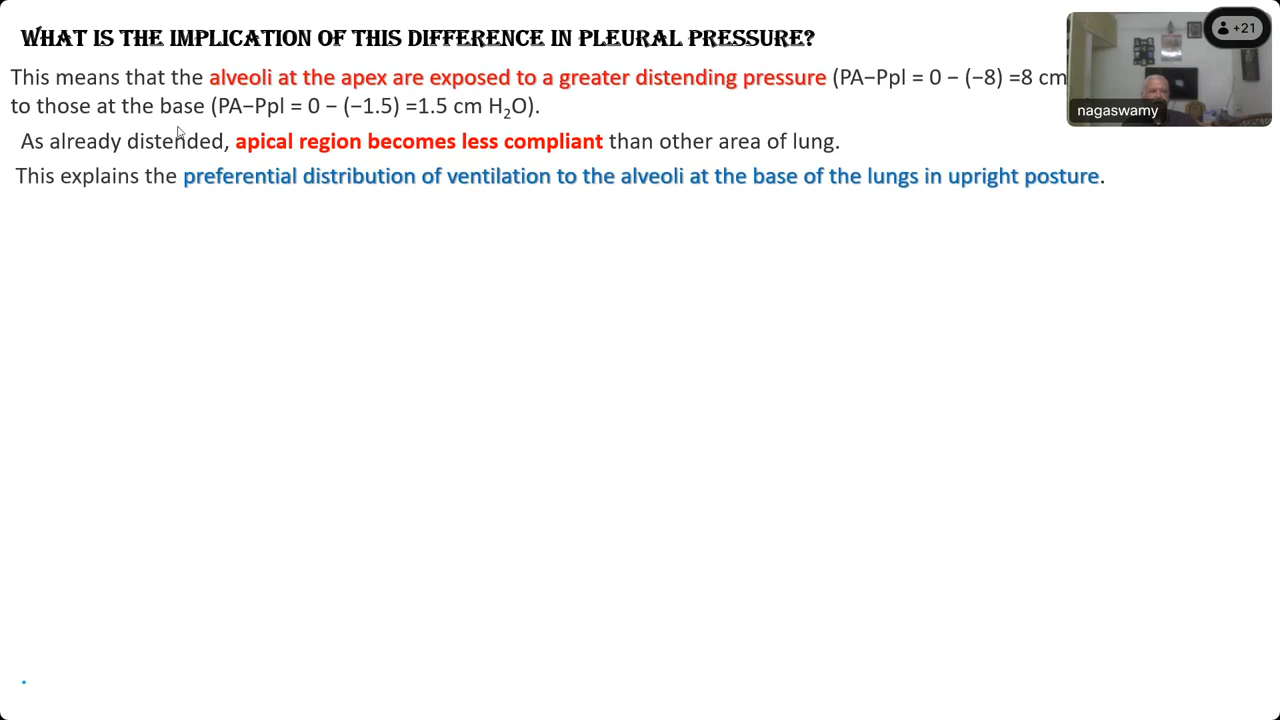 WHAT IS THE IMPLICATION OF THIS DIFFERENCE IN PLEURAL PRESSURE?
+21
This means that the alveoli at the apex are exposed to a greater distending pressure (PA−Ppl = 0 − (−8) =8 cm
nagaswamy
to those at the base (PA−Ppl = 0 − (−1.5) =1.5 cm H₂O).
As already distended, apical region becomes less compliant than other area of lung.
This explains the preferential distribution of ventilation to the alveoli at the base of the lungs in upright posture.